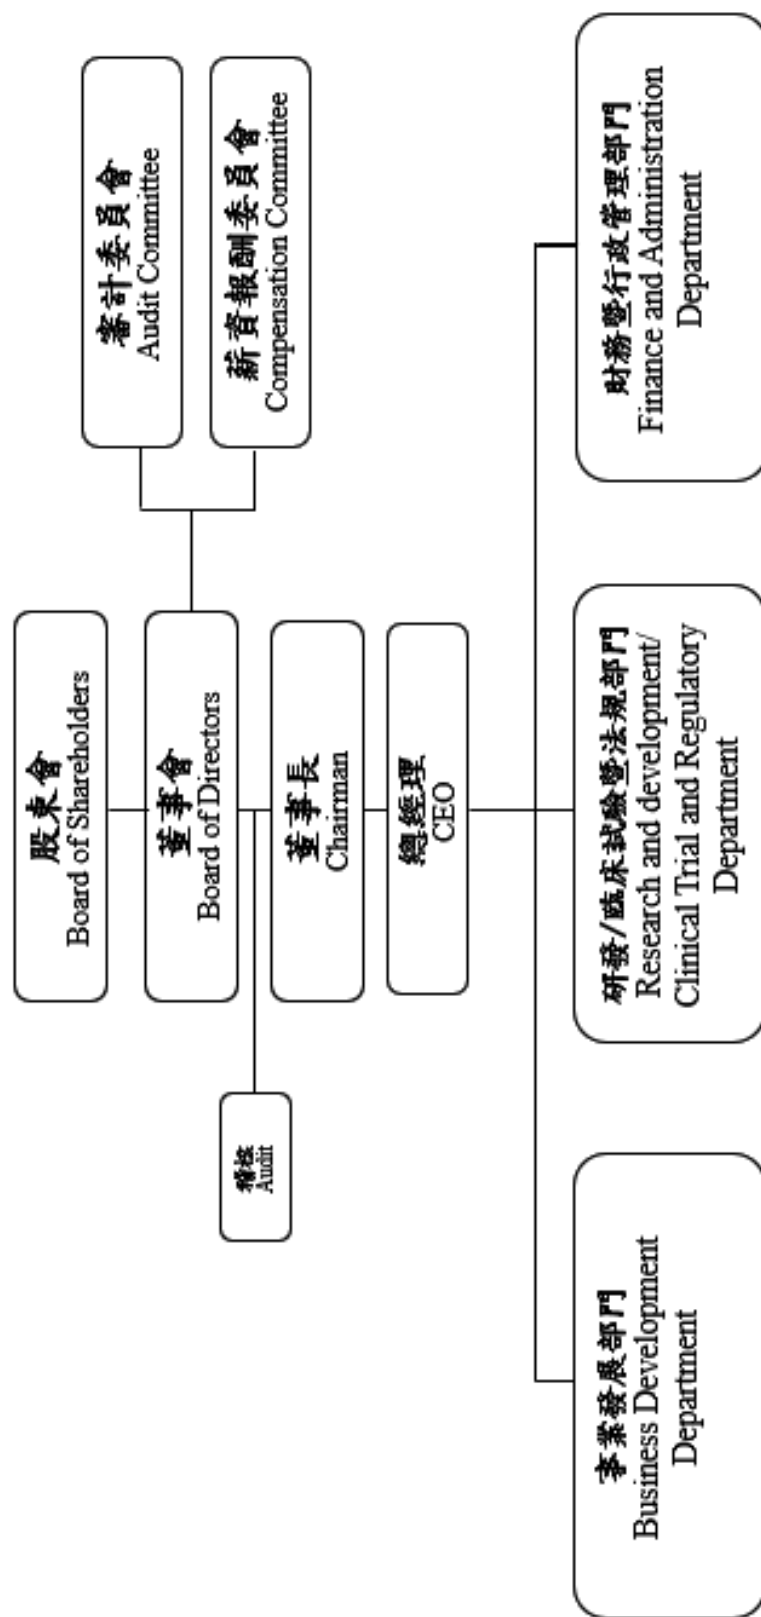 股東會
Board of Shareholders
董事會
Board of Directors
審計委員會
Audit Committee
薪資報酬委員會
Compensation Committee
稽核
Audit
董事長
Chairman
總經理
CEO
事業發展部門
Business Development
Department
研發/臨床試驗暨法規部門
Research and development/
Clinical Trial and Regulatory
Department
財務暨行政管理部門
Finance and Administration
Department